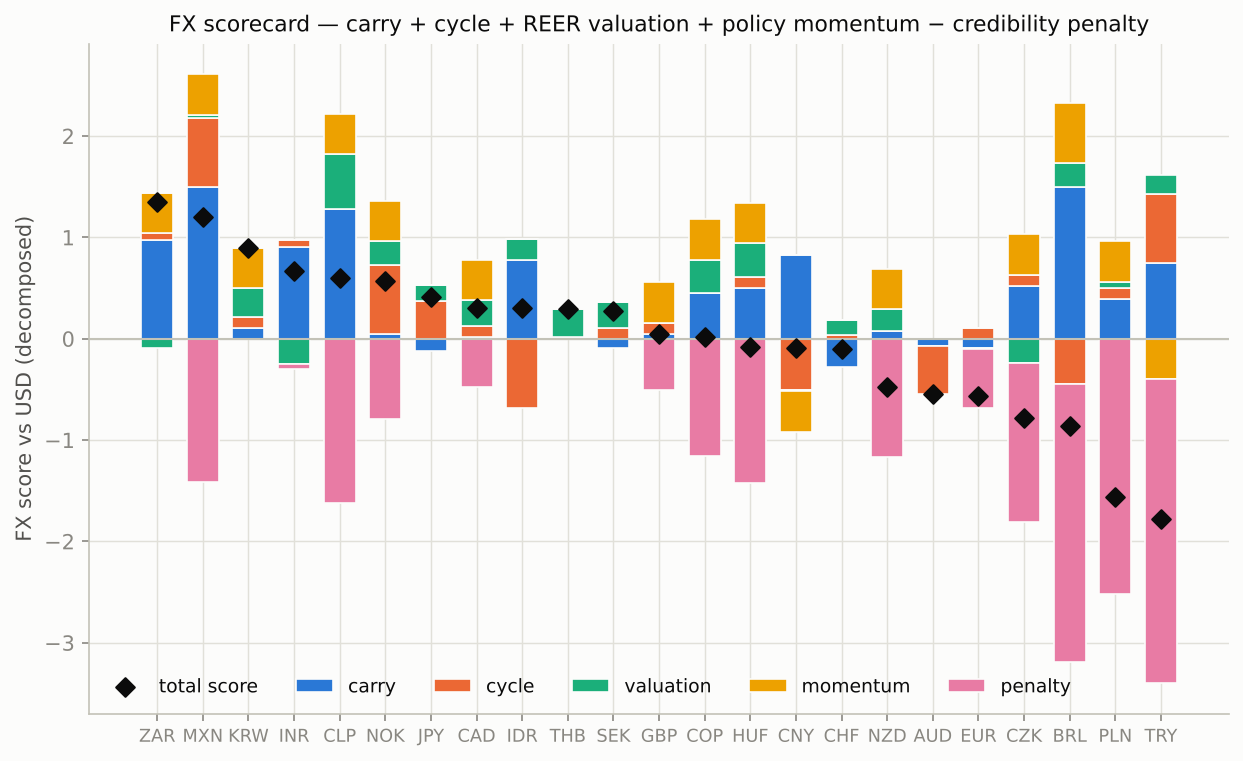 FX scorecard — carry + cycle + REER valuation + policy momentum − credibility penalty
FX score vs USD (decomposed)
2
1
0
−1
−2
−3
total score carry cycle valuation momentum penalty
ZAR MXN KRW INR CLP NOK JPY CAD IDR THB SEK GBP COP HUF CNY CHF NZD AUD EUR CZK BRL PLN TRY